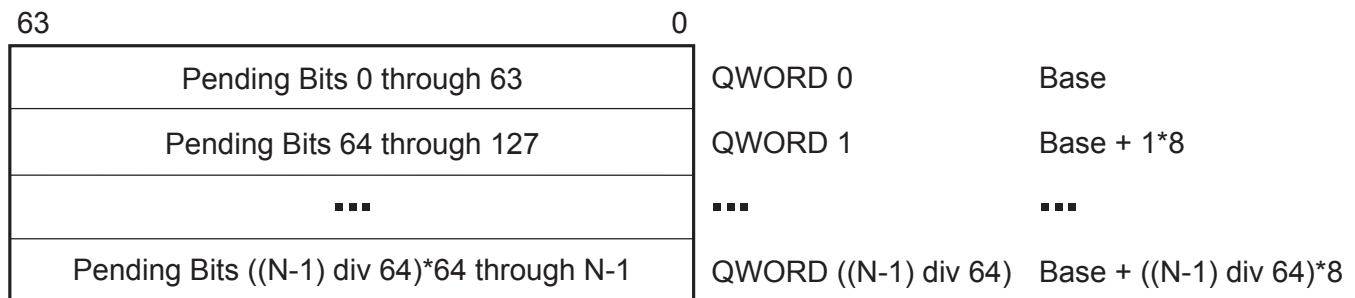 63 0
Pending Bits 0 through 63 QWORD 0 Base
Pending Bits 64 through 127 QWORD 1 Base + 1*8
... ... ...
Pending Bits ((N-1) div 64)*64 through N-1 QWORD ((N-1) div 64) Base + ((N-1) div 64)*8